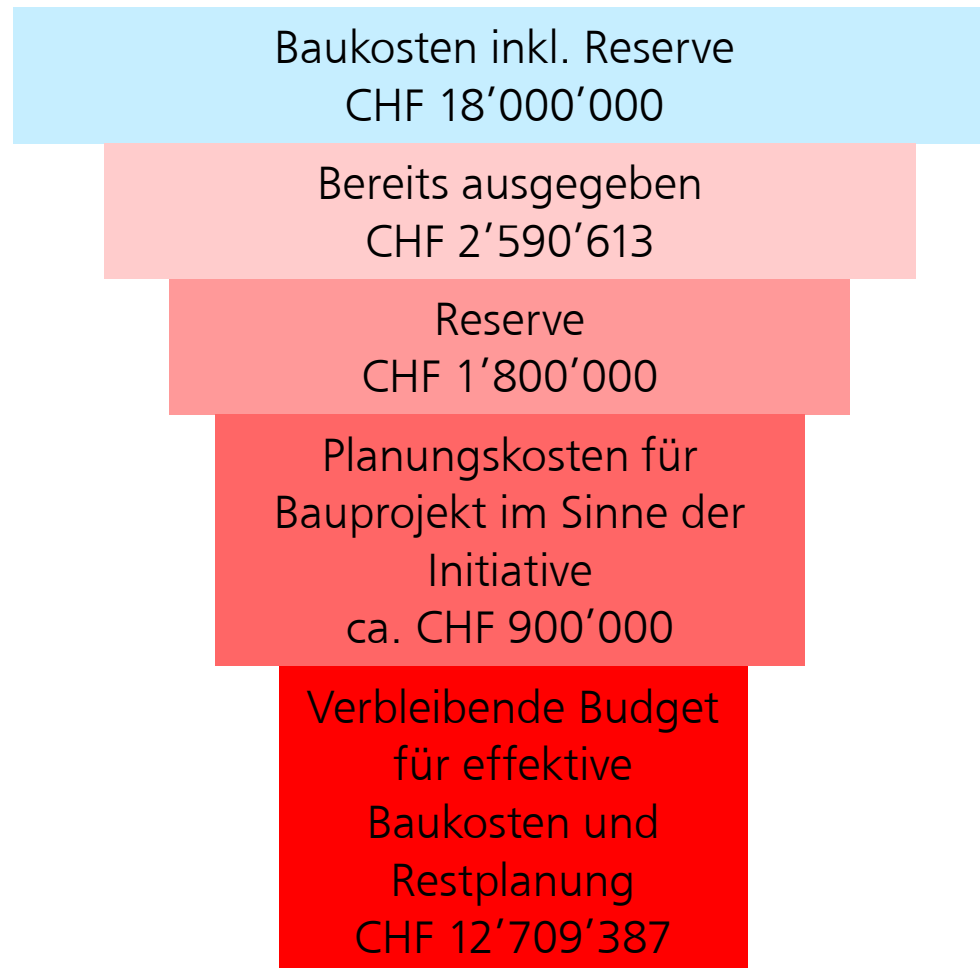 Baukosten inkl. Reserve
CHF 18’000’000
Bereits ausgegeben
CHF 2’590’613
Reserve
CHF 1’800’000
Planungskosten für
Bauprojekt im Sinne der
Initiative
ca. CHF 900’000
Verbleibende Budget
für effektive
Baukosten und
Restplanung
CHF 12’709’387